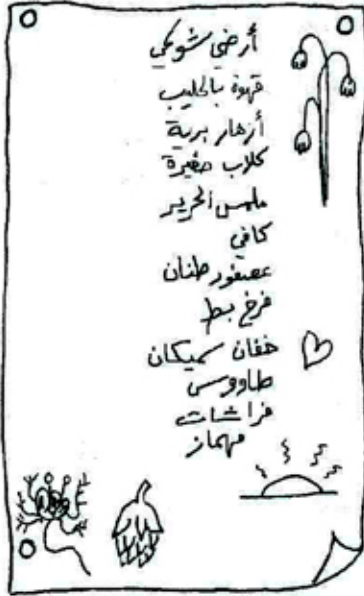 أرضي شوكي
قهوة بالحليب
أزهار برية
كلاب صغيرة
ملمس الحرير
كافي
عصفور طنان
فرخ بط
خفان سميكان
طاووس
فراشات
مهماز